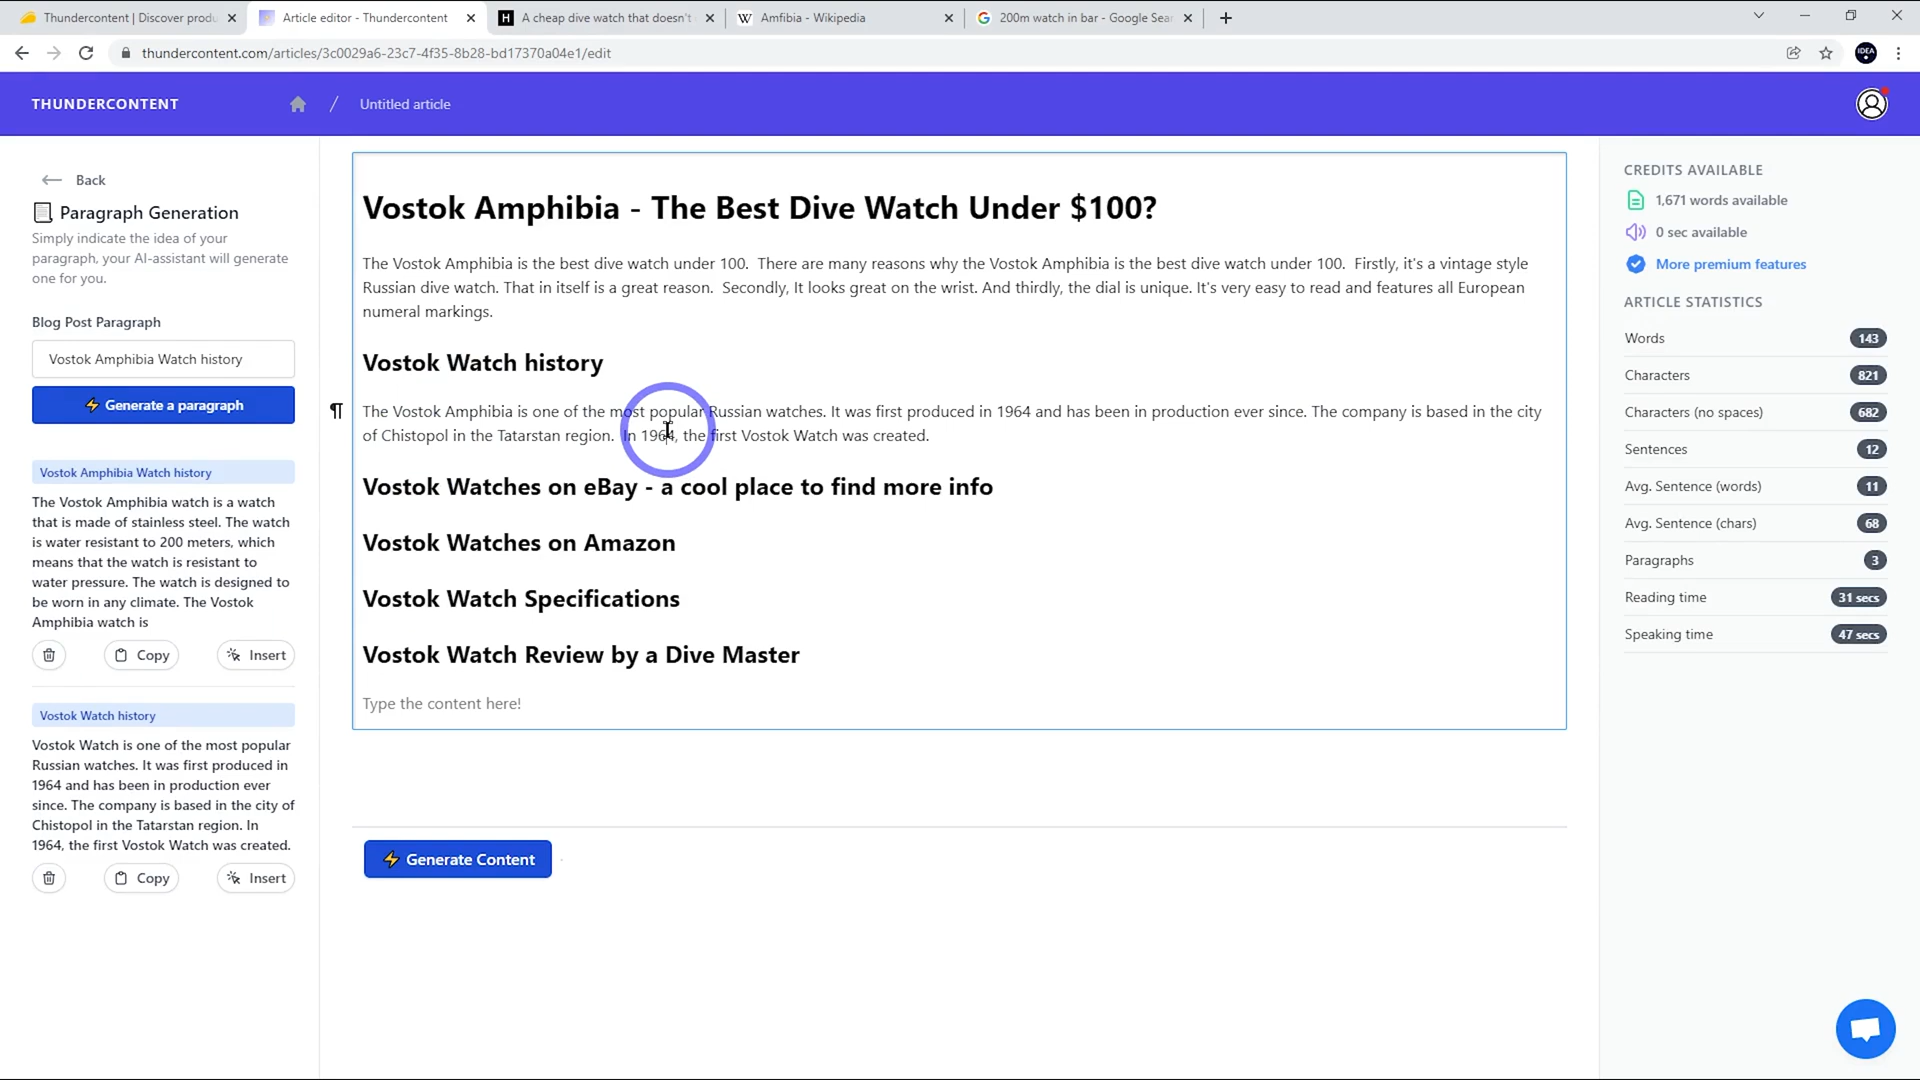 Thundercontent | Discover produ
Article editor - Thundercontent
A cheap dive watch that doesn't
Amfibia - Wikipedia
200m watch in bar - Google Sear
thundercontent.com/articles/3c0029a6-23c7-4f35-8b28-bd17370a04e1/edit
IDEA
THUNDERCONTENT
/
Untitled article
Back
Paragraph Generation
Simply indicate the idea of your
paragraph, your AI-assistant will generate
one for you.
Blog Post Paragraph
Vostok Amphibia Watch history
Generate a paragraph
Vostok Amphibia Watch history
The Vostok Amphibia watch is a watch
that is made of stainless steel. The watch
is water resistant to 200 meters, which
means that the watch is resistant to
water pressure. The watch is designed to
be worn in any climate. The Vostok
Amphibia watch is
Copy
Insert
Vostok Watch history
Vostok Watch is one of the most popular
Russian watches. It was first produced in
1964 and has been in production ever
since. The company is based in the city of
Chistopol in the Tatarstan region. In
1964, the first Vostok Watch was created.
Copy
Insert
Vostok Amphibia - The Best Dive Watch Under $100?
The Vostok Amphibia is the best dive watch under 100. There are many reasons why the Vostok Amphibia is the best dive watch under 100. Firstly, it's a vintage style
Russian dive watch. That in itself is a great reason. Secondly, It looks great on the wrist. And thirdly, the dial is unique. It's very easy to read and features all European
numeral markings.
Vostok Watch history
¶
The Vostok Amphibia is one of the most popular Russian watches. It was first produced in 1964 and has been in production ever since. The company is based in the city
of Chistopol in the Tatarstan region. In 1964, the first Vostok Watch was created.
Vostok Watches on eBay - a cool place to find more info
Vostok Watches on Amazon
Vostok Watch Specifications
Vostok Watch Review by a Dive Master
Type the content here!
Generate Content
CREDITS AVAILABLE
1,671 words available
0 sec available
More premium features
ARTICLE STATISTICS
Words 143
Characters 821
Characters (no spaces) 682
Sentences 12
Avg. Sentence (words) 11
Avg. Sentence (chars) 68
Paragraphs 3
Reading time 31 secs
Speaking time 47 secs